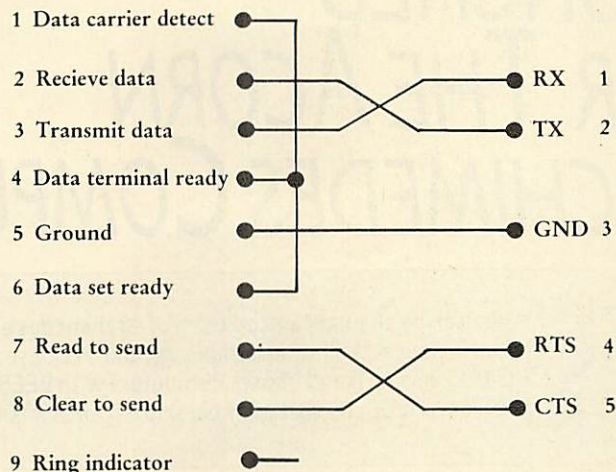 1 Data carrier detect
2 Recieve data RX 1
3 Transmit data TX 2
4 Data terminal ready
5 Ground GND 3
6 Data set ready
7 Read to send RTS 4
8 Clear to send CTS 5
9 Ring indicator